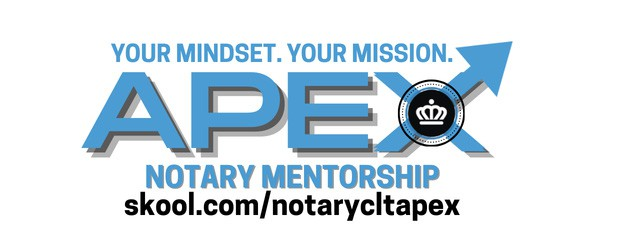 YOUR MINDSET. YOUR MISSION.
APEX
NOTARY MENTORSHIP
skool.com/notarycltapex